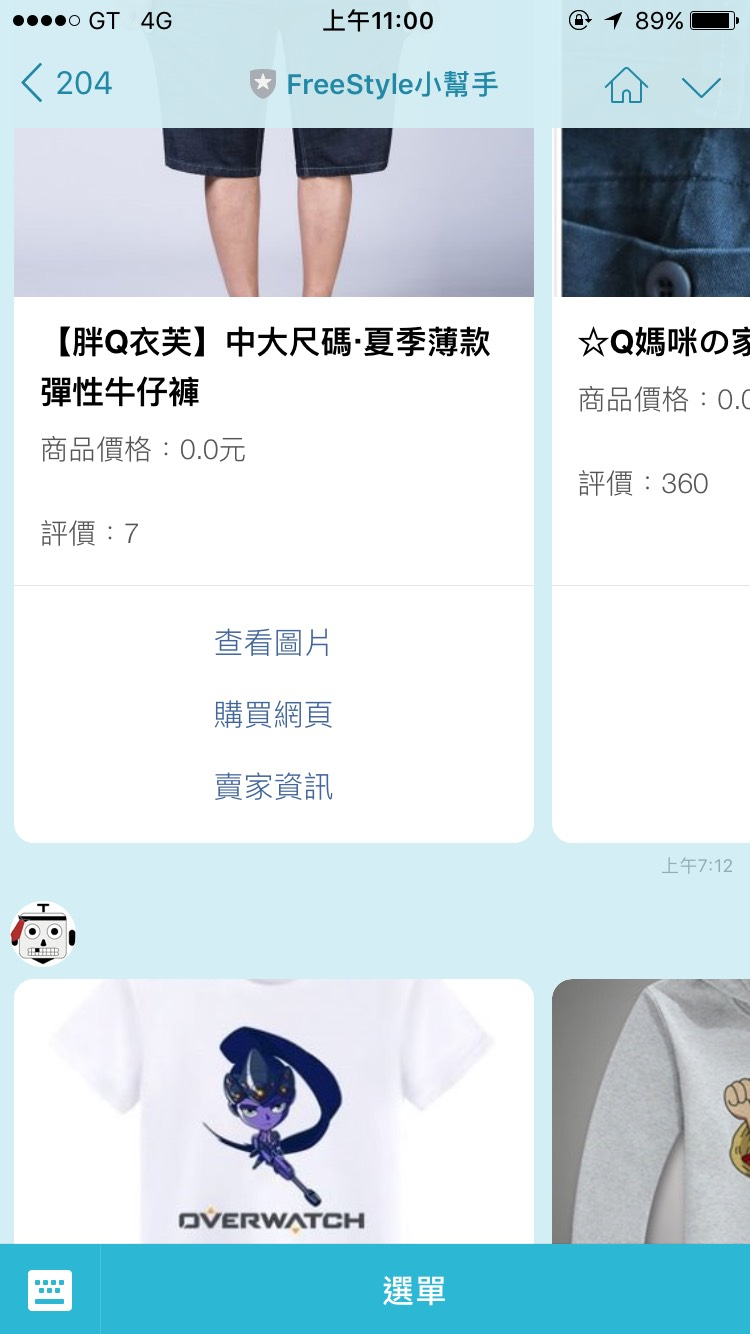 GT 4G 上午11:00 89%
204 FreeStyle小幫手
【胖Q衣芙】中大尺碼·夏季薄款
彈性牛仔褲
商品價格：0.0元
評價：7
查看圖片
購買網頁
賣家資訊
☆Q媽咪の
商品價格：0.0
評價：360
上午7:12
T
OVERWATCH
選單